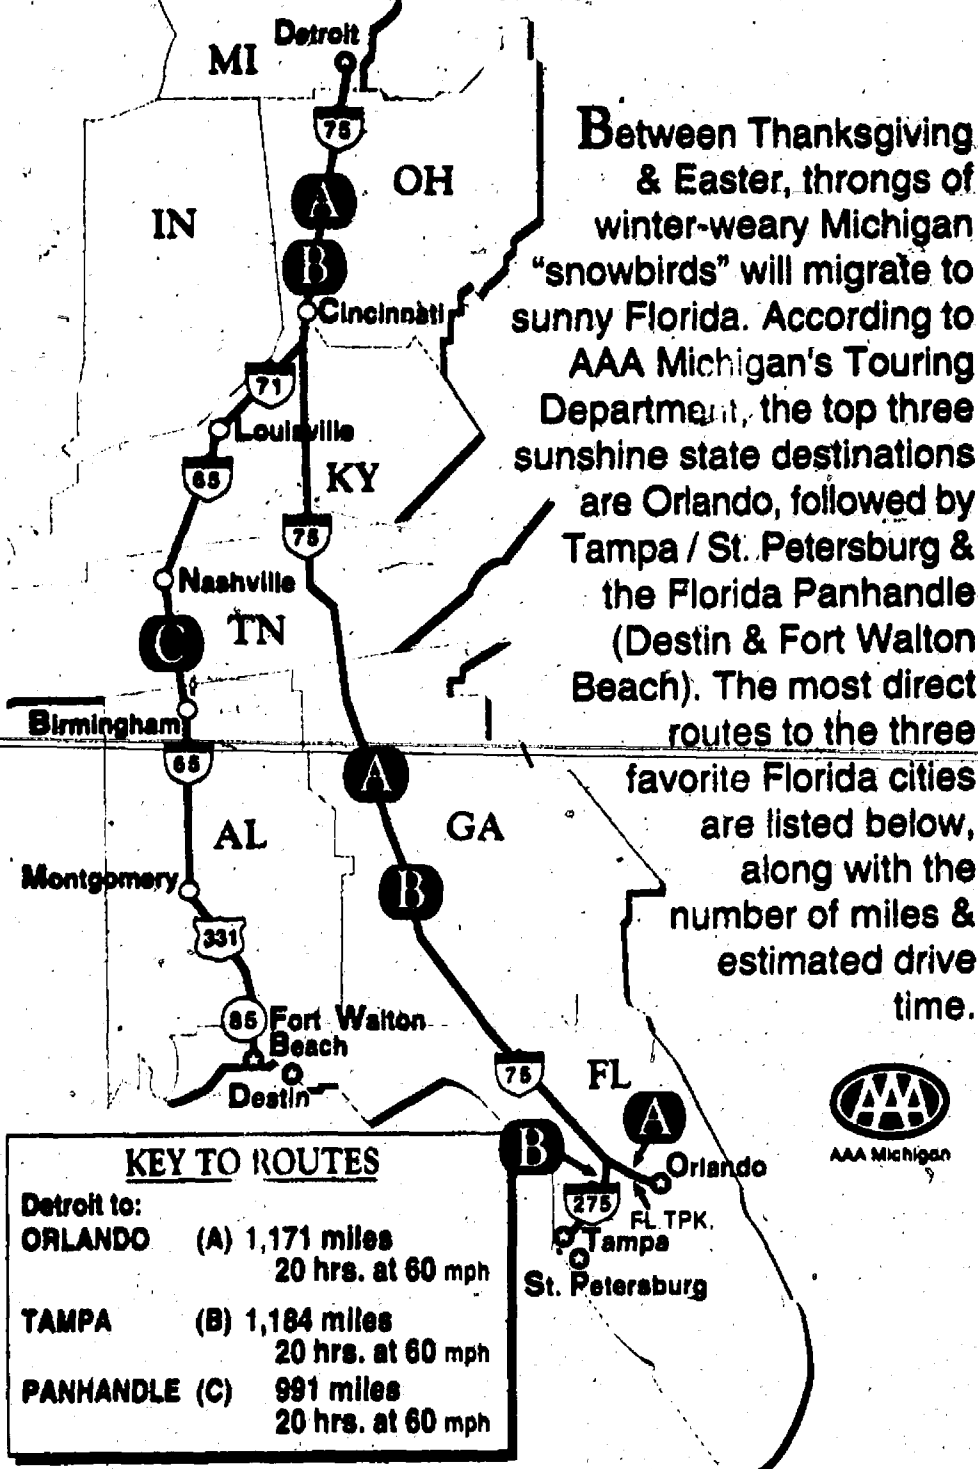 Detroit
MI
75
OH
A
IN
B
Cincinnati
71
Louisville
65
KY
75
Nashville
TN
C
Birmingham
65
A
AL
GA
B
Montgomery
331
85
Fort Walton
Beach
Destin
75
FL
A
B
Orlando
275
FL.TPK.
Tampa
St. Petersburg
Between Thanksgiving
& Easter, throngs of
winter-weary Michigan
“snowbirds” will migrate to
sunny Florida. According to
AAA Michigan's Touring
Department, the top three
sunshine state destinations
are Orlando, followed by
Tampa / St. Petersburg &
the Florida Panhandle
(Destin & Fort Walton
Beach). The most direct
routes to the three
favorite Florida cities
are listed below,
along with the
number of miles &
estimated drive
time.
AAA
AAA Michigan
KEY TO ROUTES
Detroit to:
ORLANDO (A) 1,171 miles
20 hrs. at 60 mph
TAMPA (B) 1,184 miles
20 hrs. at 60 mph
PANHANDLE (C) 991 miles
20 hrs. at 60 mph